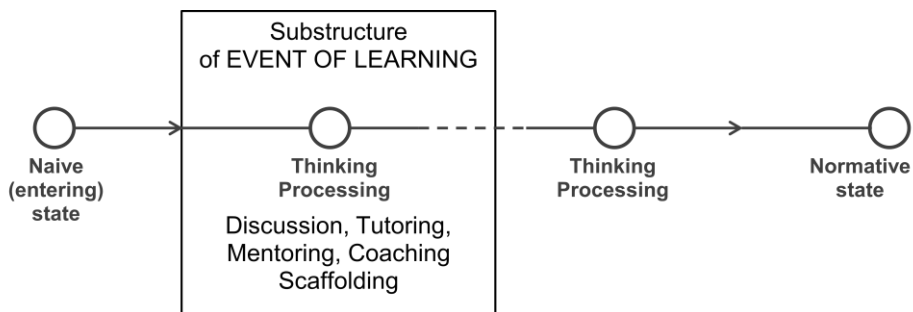 Substructure
of EVENT OF LEARNING
Naive
(entering)
state
Thinking
Processing
Discussion, Tutoring,
Mentoring, Coaching
Scaffolding
Thinking
Processing
Normative
state